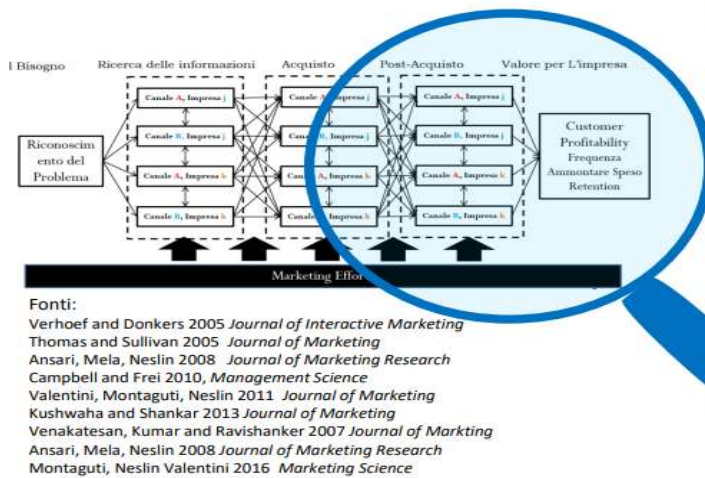 l Bisogno
Ricerca delle informazioni
Acquisto
Post-Acquisto
Valore per L'impresa
Riconoscim
ento del
Problema
Canale A, Impresa j
Canale B, Impresa j
Canale A, Impresa k
Canale B, Impresa k
Canale A, Impresa j
Canale B, Impresa j
Canale A, Impresa k
Canale B, Impresa k
Canale A, Impresa j
Canale B, Impresa j
Canale A, Impresa k
Canale B, Impresa k
Customer
Profitability
Frequenza
Ammontare Speso
Retention
Marketing Effor
Fonti:
Verhoef and Donkers 2005 Journal of Interactive Marketing
Thomas and Sullivan 2005 Journal of Marketing
Ansari, Mela, Neslin 2008 Journal of Marketing Research
Campbell and Frei 2010, Management Science
Valentini, Montaguti, Neslin 2011 Journal of Marketing
Kushwaha and Shankar 2013 Journal of Marketing
Venakatesan, Kumar and Ravishanker 2007 Journal of Markting
Ansari, Mela, Neslin 2008 Journal of Marketing Research
Montaguti, Neslin Valentini 2016 Marketing Science